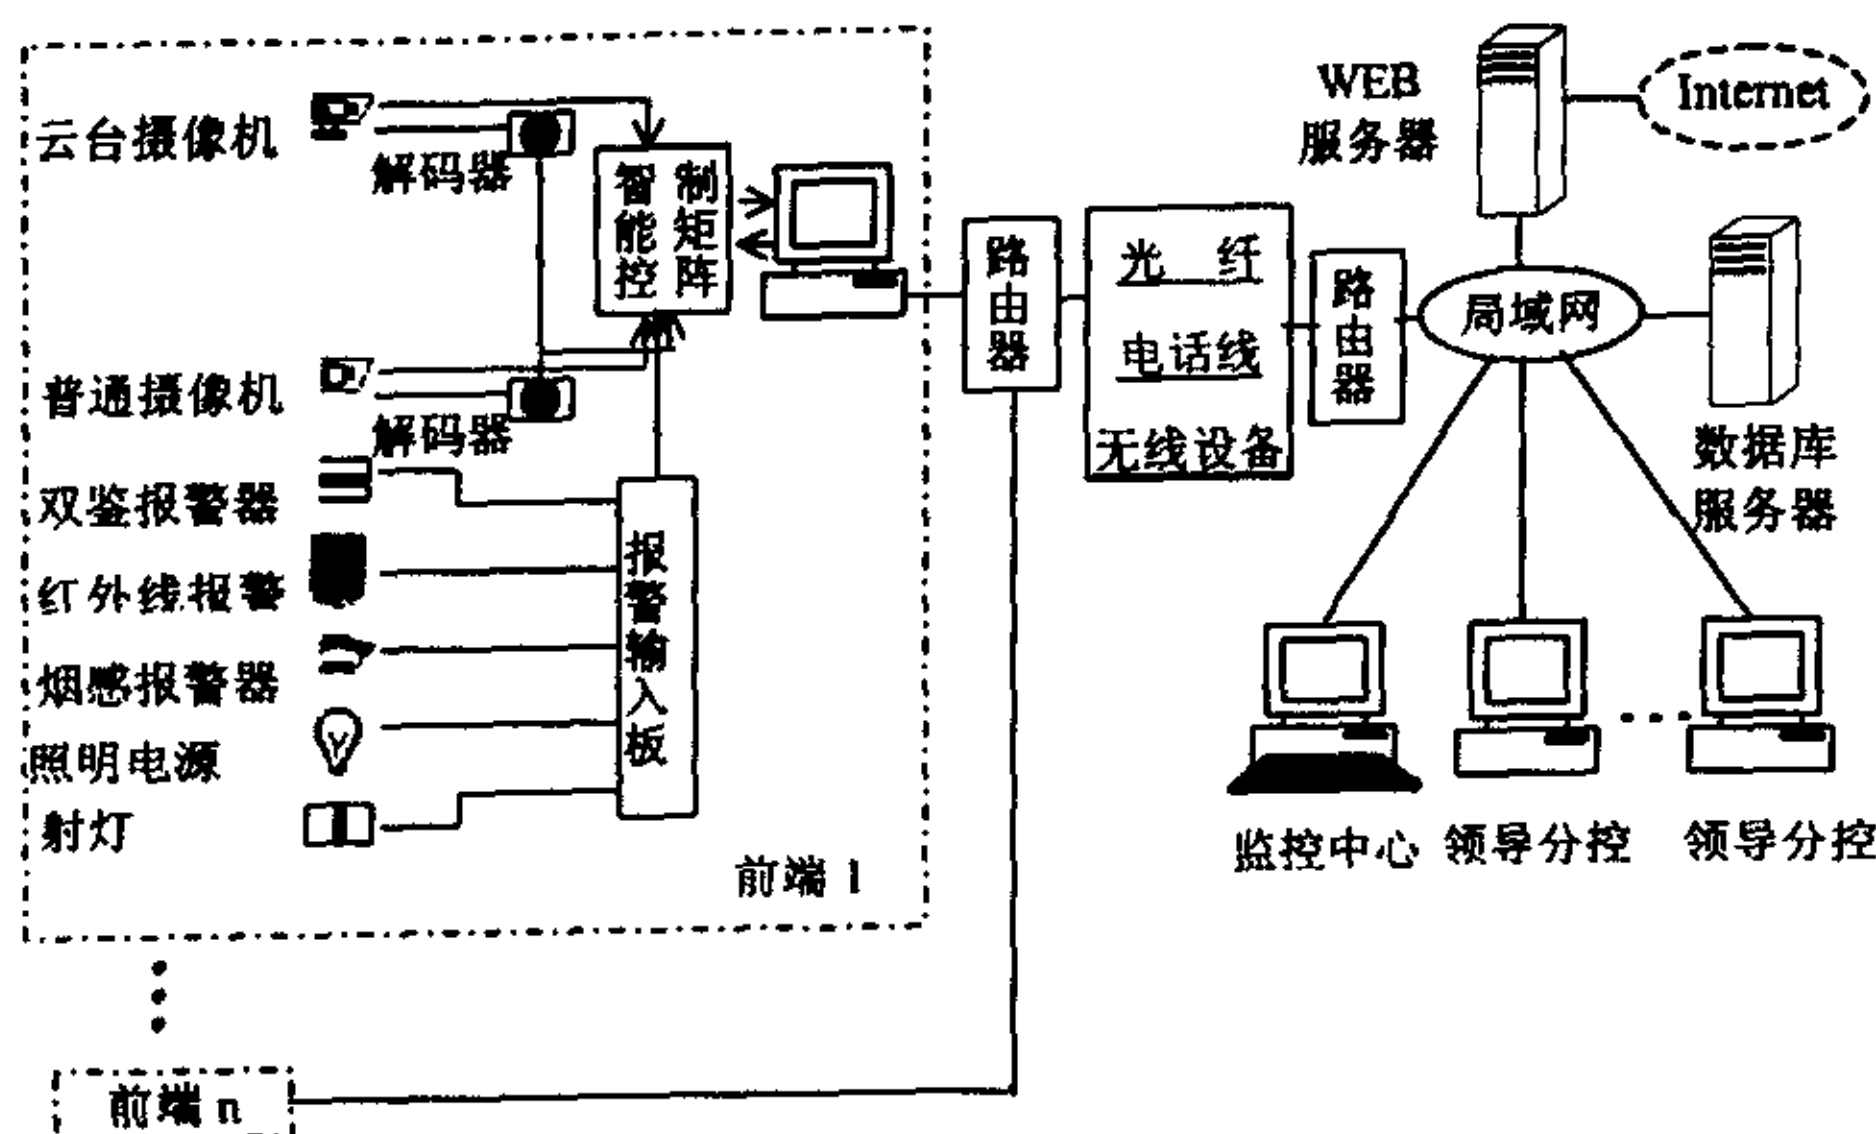 云台摄像机
解码器
智能控
制矩阵
普通摄像机
解码器
双鉴报警器
红外线报警
烟感报警器
照明电源
射灯
报警输入板
前端 1
前端 n
路由器
光 纤
电话线
无线设备
路由器
局域网
WEB
服务器
Internet
数据库
服务器
监控中心
领导分控
领导分控